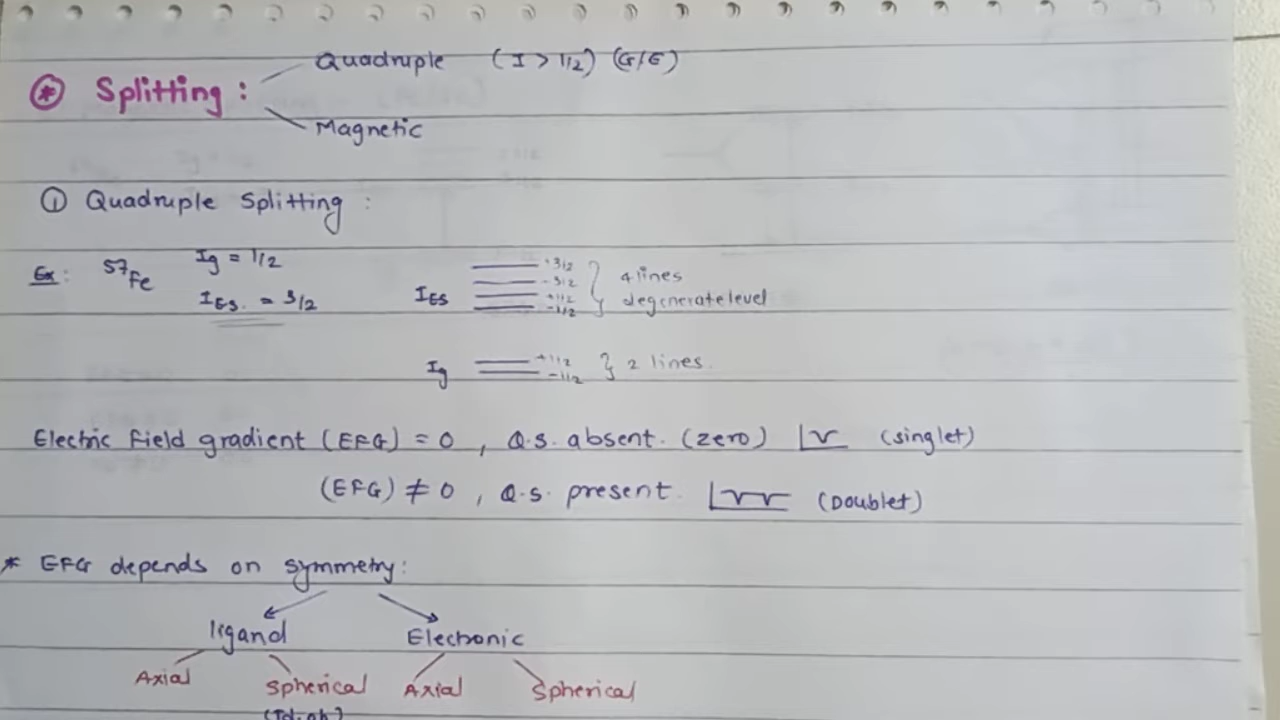 Quadruple (I > 1/2) (G/E)
⊛ Splitting :
Magnetic
① Quadruple Splitting :
Ex: 57Fe Ig = 1/2
IES. = 3/2
IES +3/2 -3/2 +1/2 -1/2 } 4 lines degenerate level
Ig +1/2 -1/2 } 2 lines.
Electric Field gradient (EFG) = 0 , Q.S. absent. (zero) (singlet)
(EFG) ≠ 0 , Q.S. present. (Doublet)
* EFG depends on symmetry:
ligand Electronic
Axial Spherical Axial Spherical